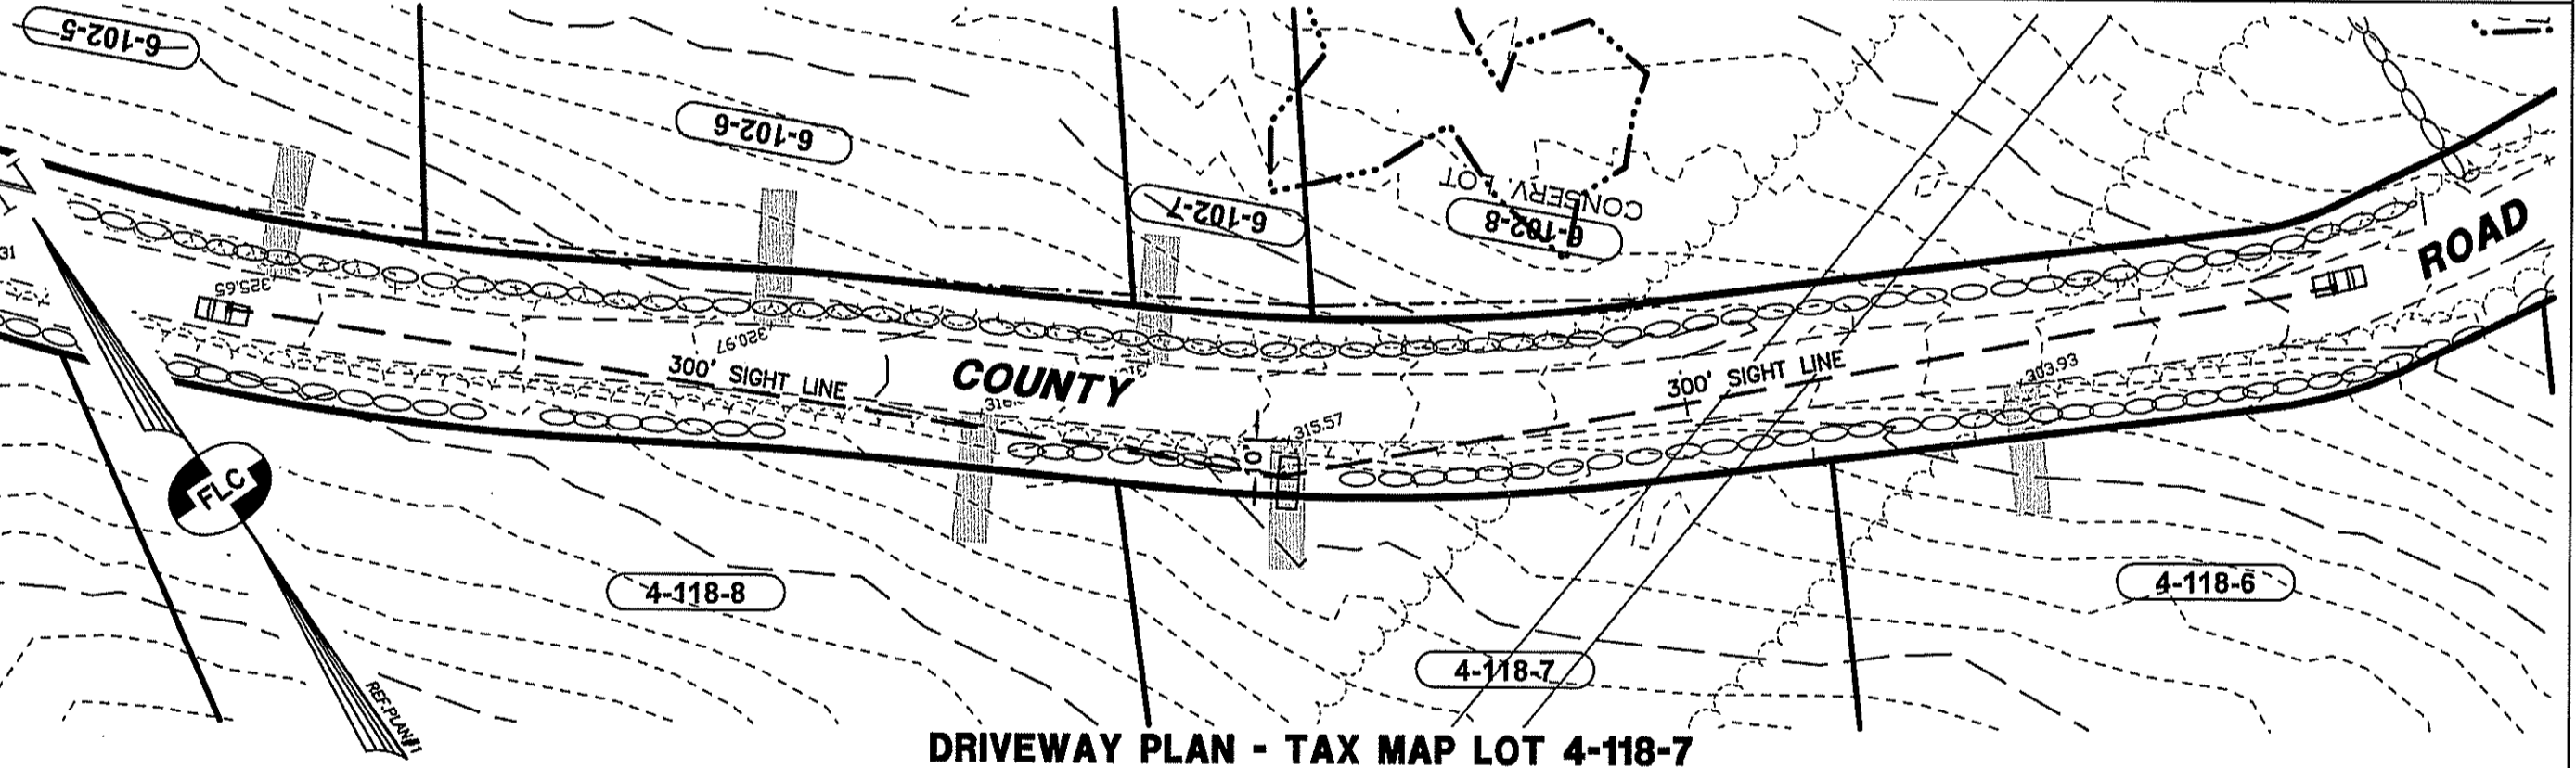 6-102-5
6-102-6
6-102-7
CONSERV. LOT
6-102-8
ROAD
31
325.65
320.97
300' SIGHT LINE
COUNTY
300' SIGHT LINE
303.93
315.57
10'
FLC
4-118-8
4-118-6
4-118-7
REF.PLAN#1
DRIVEWAY PLAN - TAX MAP LOT 4-118-7